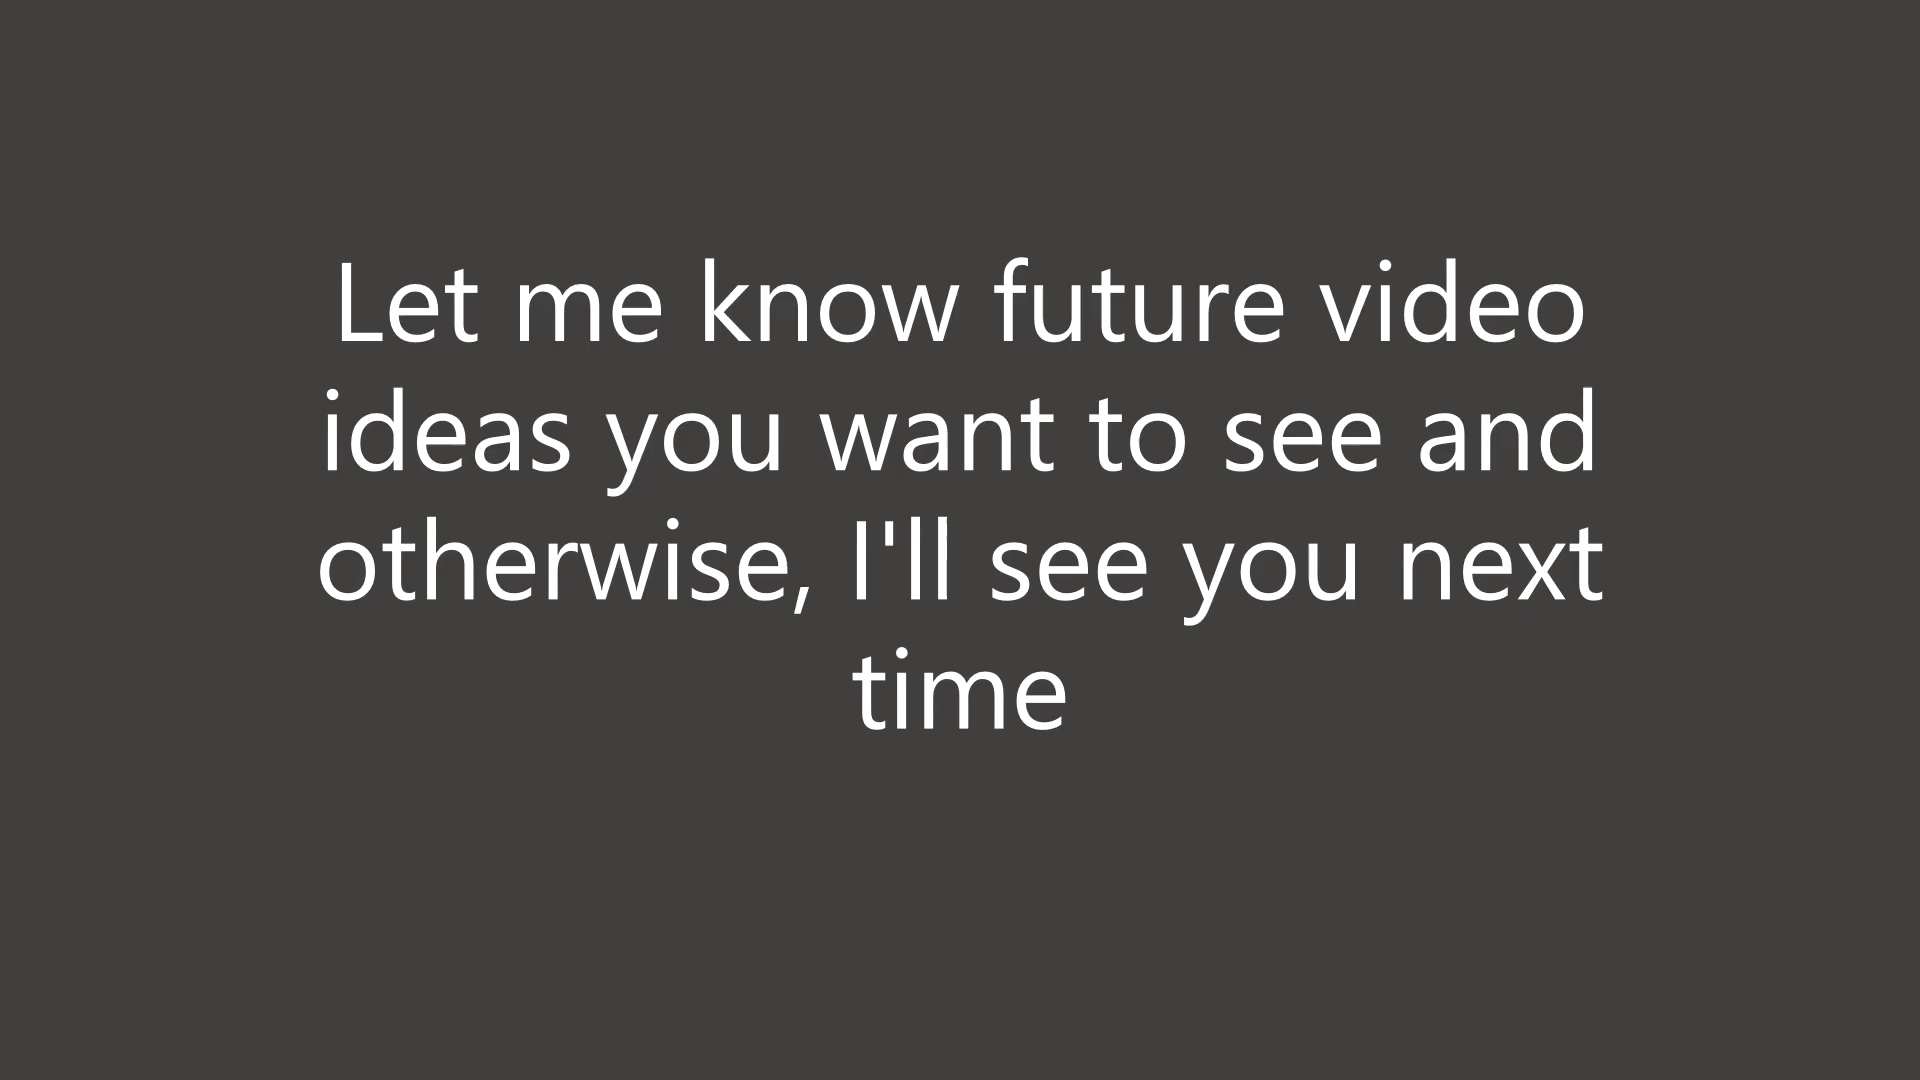 Let me know future video
ideas you want to see and
otherwise, I'll see you next
time